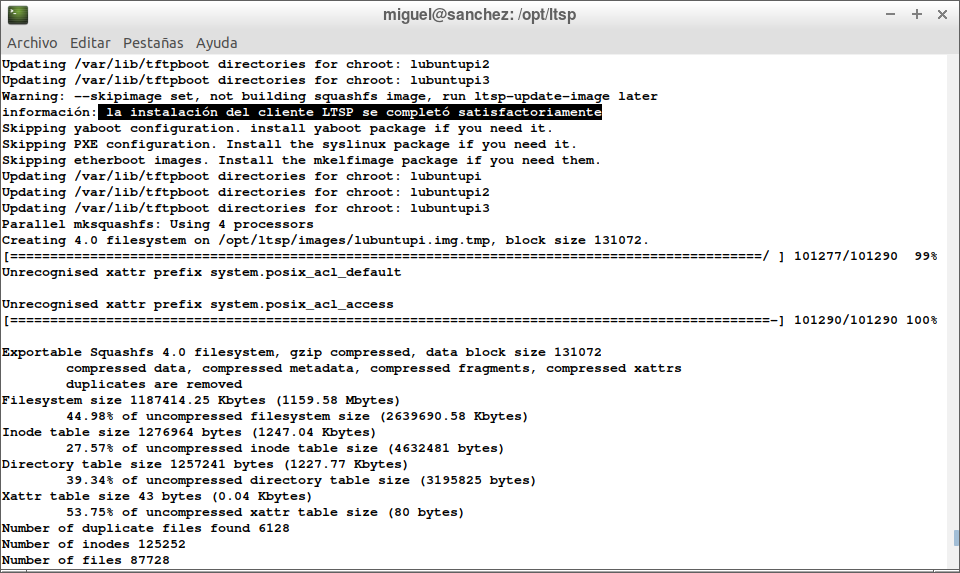 miguel@sanchez: /opt/ltsp
Archivo Editar Pestañas Ayuda
Updating /var/lib/tftpboot directories for chroot: lubuntupi2
Updating /var/lib/tftpboot directories for chroot: lubuntupi3
Warning: --skipimage set, not building squashfs image, run ltsp-update-image later
información: la instalación del cliente LTSP se completó satisfactoriamente
Skipping yaboot configuration. install yaboot package if you need it.
Skipping PXE configuration. Install the syslinux package if you need it.
Skipping etherboot images. Install the mkelfimage package if you need them.
Updating /var/lib/tftpboot directories for chroot: lubuntupi
Updating /var/lib/tftpboot directories for chroot: lubuntupi2
Updating /var/lib/tftpboot directories for chroot: lubuntupi3
Parallel mksquashfs: Using 4 processors
Creating 4.0 filesystem on /opt/ltsp/images/lubuntupi.img.tmp, block size 131072.
[==============================================================================================/ ] 101277/101290  99%
Unrecognised xattr prefix system.posix_acl_default
Unrecognised xattr prefix system.posix_acl_access
[===============================================================================================-] 101290/101290 100%
Exportable Squashfs 4.0 filesystem, gzip compressed, data block size 131072
compressed data, compressed metadata, compressed fragments, compressed xattrs
duplicates are removed
Filesystem size 1187414.25 Kbytes (1159.58 Mbytes)
44.98% of uncompressed filesystem size (2639690.58 Kbytes)
Inode table size 1276964 bytes (1247.04 Kbytes)
27.57% of uncompressed inode table size (4632481 bytes)
Directory table size 1257241 bytes (1227.77 Kbytes)
39.34% of uncompressed directory table size (3195825 bytes)
Xattr table size 43 bytes (0.04 Kbytes)
53.75% of uncompressed xattr table size (80 bytes)
Number of duplicate files found 6128
Number of inodes 125252
Number of files 87728